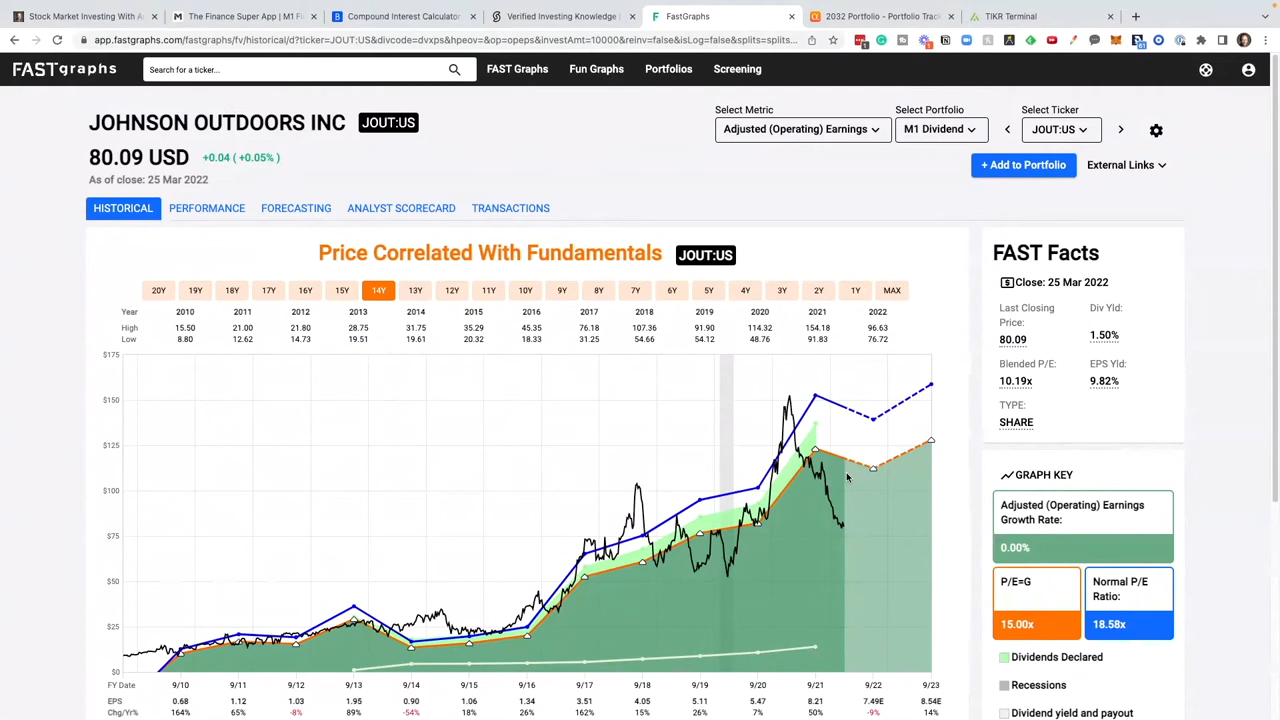 Stock Market Investing With A
The Finance Super App | M1 Fi
Compound Interest Calculator
Verified Investing Knowledge |
FastGraphs
2032 Portfolio - Portfolio Track
TIKR Terminal
app.fastgraphs.com/fastgraphs/fv/historical/d?ticker=JOUT:US&divcode=dvxps&hpeov=&op=opeps&investAmt=10000&reinv=false&isLog=false&splits=splits...
FASTgraphs
Search for a ticker...
FAST Graphs
Fun Graphs
Portfolios
Screening
JOHNSON OUTDOORS INC JOUT:US
80.09 USD +0.04 ( +0.05% )
As of close: 25 Mar 2022
Select Metric
Adjusted (Operating) Earnings
Select Portfolio
M1 Dividend
Select Ticker
JOUT:US
+ Add to Portfolio
External Links
HISTORICAL PERFORMANCE FORECASTING ANALYST SCORECARD TRANSACTIONS
Price Correlated With Fundamentals JOUT:US
20Y 19Y 18Y 17Y 16Y 15Y 14Y 13Y 12Y 11Y 10Y 9Y 8Y 7Y 6Y 5Y 4Y 3Y 2Y 1Y MAX
Year 2010 2011 2012 2013 2014 2015 2016 2017 2018 2019 2020 2021 2022
High 15.50 21.00 21.80 28.75 31.75 35.29 45.35 76.18 107.36 91.90 114.32 154.18 96.63
Low 8.80 12.62 14.73 19.51 19.61 20.32 18.33 31.25 54.66 54.12 48.76 91.83 76.72
$175
$150
$125
$100
$75
$50
$25
$0
FY Date 9/10 9/11 9/12 9/13 9/14 9/15 9/16 9/17 9/18 9/19 9/20 9/21 9/22 9/23
EPS 0.68 1.12 1.03 1.95 0.90 1.06 1.34 3.51 4.05 5.11 5.47 8.21 7.49E 8.54E
Chg/Yr% 164% 65% -8% 89% -54% 18% 26% 162% 15% 26% 7% 50% -9% 14%
FAST Facts
Close: 25 Mar 2022
Last Closing
Price:
80.09
Div Yld:
1.50%
Blended P/E:
10.19x
EPS Yld:
9.82%
TYPE:
SHARE
GRAPH KEY
Adjusted (Operating) Earnings
Growth Rate:
0.00%
P/E=G
15.00x
Normal P/E
Ratio:
18.58x
Dividends Declared
Recessions
Dividend yield and payout